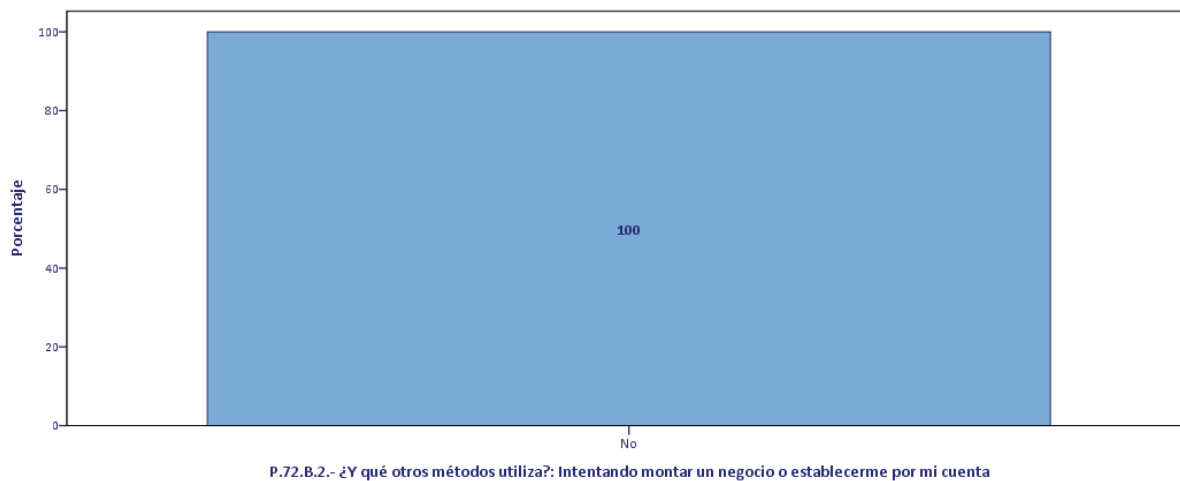 100
80
60
40
20
0
Porcentaje
100
No
P.72.B.2.- ¿Y qué otros métodos utiliza?: Intentando montar un negocio o establecerme por mi cuenta